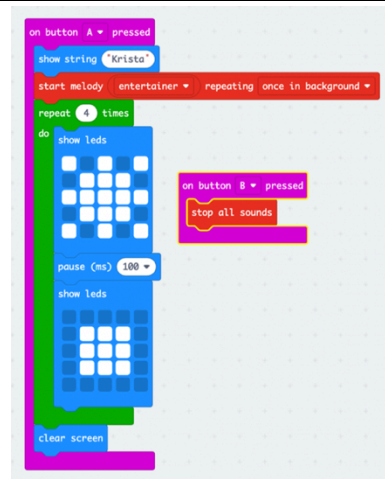 on button A pressed
show string "Krista"
start melody entertainer repeating once in background
repeat 4 times
do
show leds
pause (ms) 100
show leds
clear screen
on button B pressed
stop all sounds